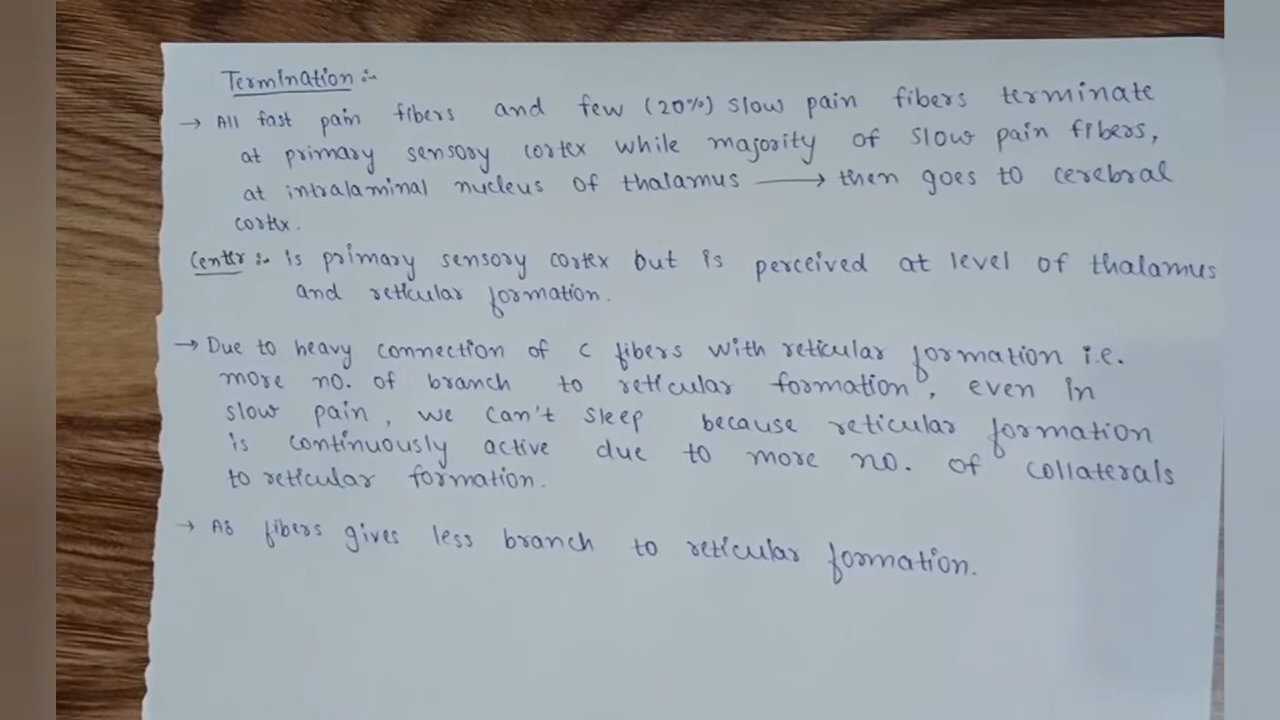 Termination :-
→ All fast pain fibers and few (20%) slow pain fibers terminate
at primary sensory cortex while majority of slow pain fibers,
at intralaminal nucleus of thalamus → then goes to cerebral
cortex.
Center :- is primary sensory cortex but is perceived at level of thalamus
and reticular formation.
→ Due to heavy connection of C fibers with reticular formation i.e.
more no. of branch to reticular formation, even in
slow pain, we can't sleep because reticular formation
is continuously active due to more no. of collaterals
to reticular formation.
→ Aδ fibers gives less branch to reticular formation.